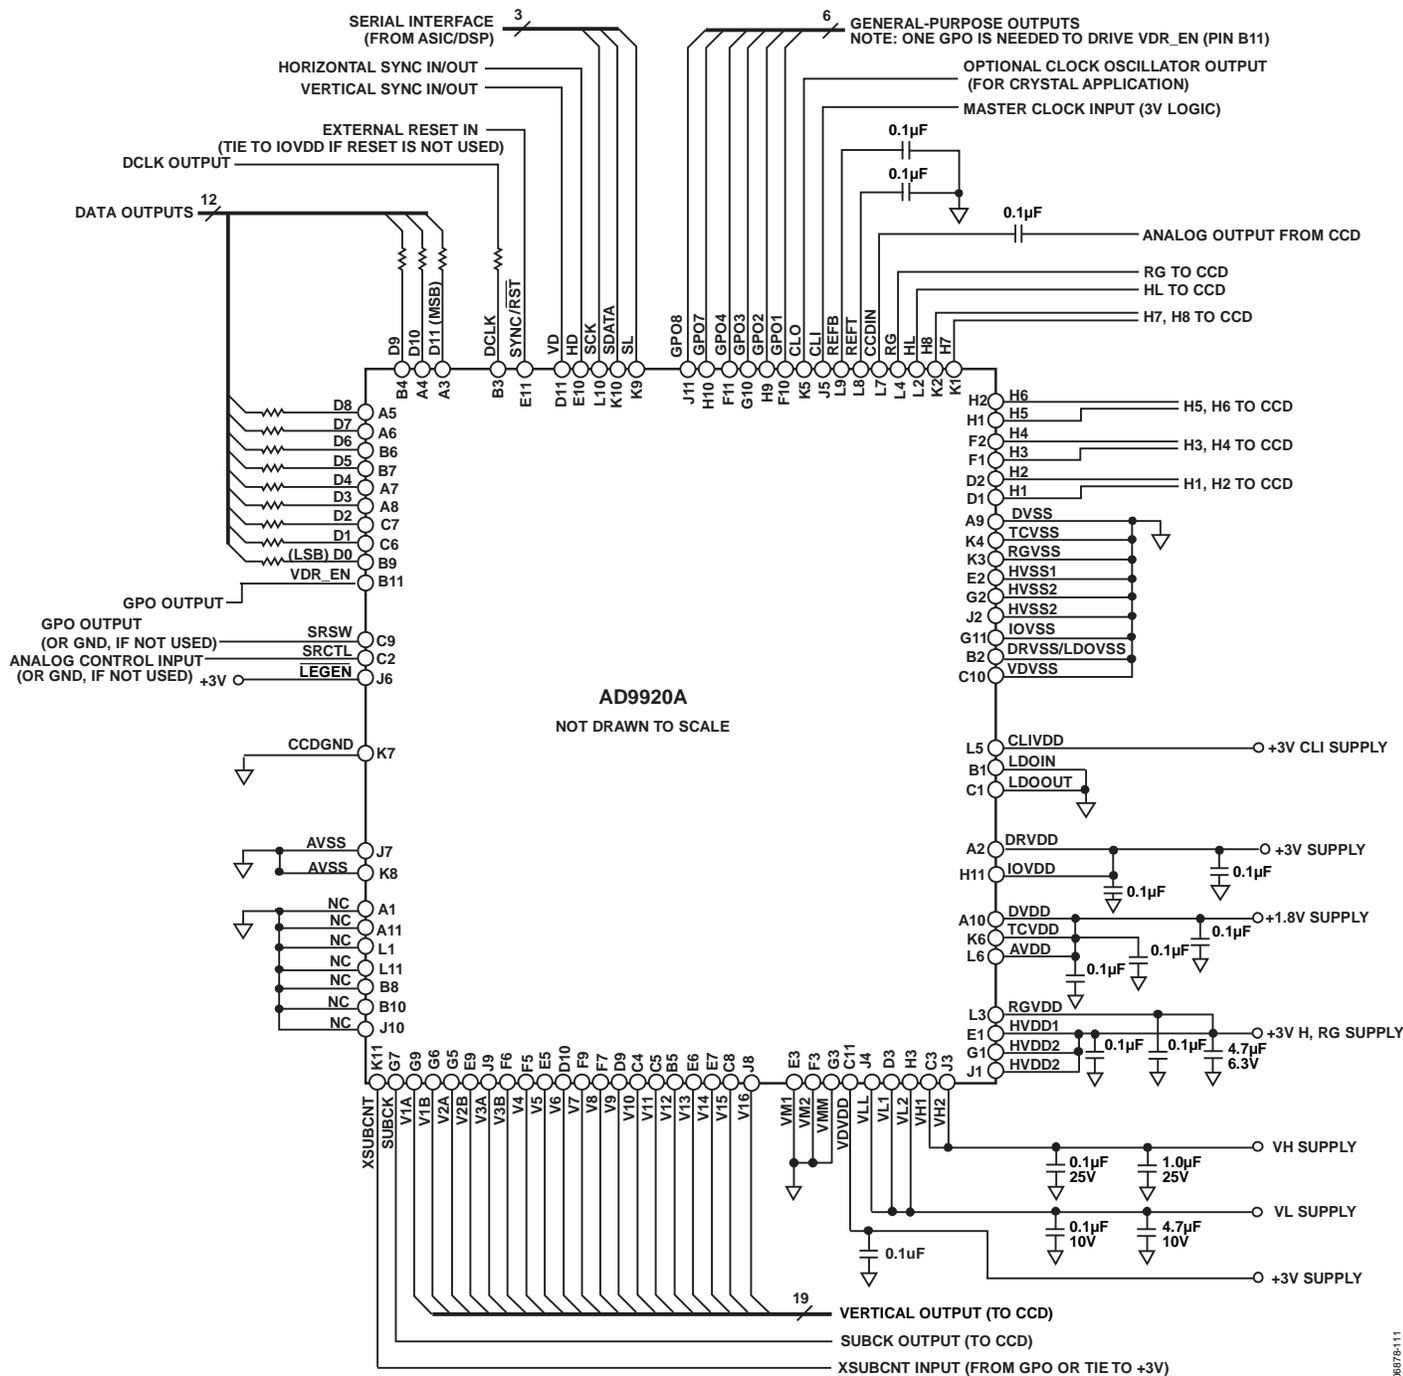 SERIAL INTERFACE
(FROM ASIC/DSP)
3
6
GENERAL-PURPOSE OUTPUTS
NOTE: ONE GPO IS NEEDED TO DRIVE VDR_EN (PIN B11)
HORIZONTAL SYNC IN/OUT
VERTICAL SYNC IN/OUT
OPTIONAL CLOCK OSCILLATOR OUTPUT
(FOR CRYSTAL APPLICATION)
MASTER CLOCK INPUT (3V LOGIC)
EXTERNAL RESET IN
(TIE TO IOVDD IF RESET IS NOT USED)
DCLK OUTPUT
0.1µF
0.1µF
DATA OUTPUTS
12
0.1µF
ANALOG OUTPUT FROM CCD
RG TO CCD
HL TO CCD
H7, H8 TO CCD
D9
D10
D11 (MSB)
DCLK
SYNC/RST
VD
HD
SCK
SDATA
SL
GPO8
GPO7
GPO4
GPO3
GPO2
GPO1
CLO
CLI
REFB
REFT
CCDIN
RG
HL
H8
H7
B4
A4
A3
B3
E11
D11
E10
L10
K10
K9
J11
H10
F11
G10
H9
F10
K5
J5
L9
L8
L7
L4
L2
K2
K1
D8 A5
D7 A6
D6 B6
D5 B7
D4 A7
D3 A8
D2 C7
D1 C6
(LSB) D0 B9
VDR_EN B11
GPO OUTPUT
GPO OUTPUT
(OR GND, IF NOT USED)
SRSW C9
ANALOG CONTROL INPUT
(OR GND, IF NOT USED)
SRCTL C2
+3V
LEGEN J6
CCDGND K7
AVSS J7
AVSS K8
NC A1
NC A11
NC L1
NC L11
NC B8
NC B10
NC J10
AD9920A
NOT DRAWN TO SCALE
H2 H6
H1 H5
H5, H6 TO CCD
F2 H4
F1 H3
H3, H4 TO CCD
D2 H2
D1 H1
H1, H2 TO CCD
A9 DVSS
K4 TCVSS
K3 RGVSS
E2 HVSS1
G2 HVSS2
J2 HVSS2
G11 IOVSS
B2 DRVSS/LDOVSS
C10 VDVSS
L5 CLIVDD
+3V CLI SUPPLY
B1 LDOIN
C1 LDOOUT
A2 DRVDD
+3V SUPPLY
H11 IOVDD
0.1µF
0.1µF
A10 DVDD
+1.8V SUPPLY
K6 TCVDD
L6 AVDD
0.1µF
0.1µF
0.1µF
L3 RGVDD
E1 HVDD1
+3V H, RG SUPPLY
G1 HVDD2
J1 HVDD2
0.1µF
0.1µF
4.7µF
6.3V
K11
G7
G9
G6
G5
E9
J9
F6
F5
E5
D10
F9
F7
D9
C4
C5
B5
E6
E7
C8
J8
E3
F3
G3
C11
J4
D3
H3
C3
J3
XSUBCNT
SUBCK
V1A
V1B
V2A
V2B
V3A
V3B
V4
V5
V6
V7
V8
V9
V10
V11
V12
V13
V14
V15
V16
VM1
VM2
VMM
VDVDD
VLL
VL1
VL2
VH1
VH2
VH SUPPLY
0.1µF
25V
1.0µF
25V
VL SUPPLY
0.1µF
10V
4.7µF
10V
0.1uF
+3V SUPPLY
19
VERTICAL OUTPUT (TO CCD)
SUBCK OUTPUT (TO CCD)
XSUBCNT INPUT (FROM GPO OR TIE TO +3V)
06878-111